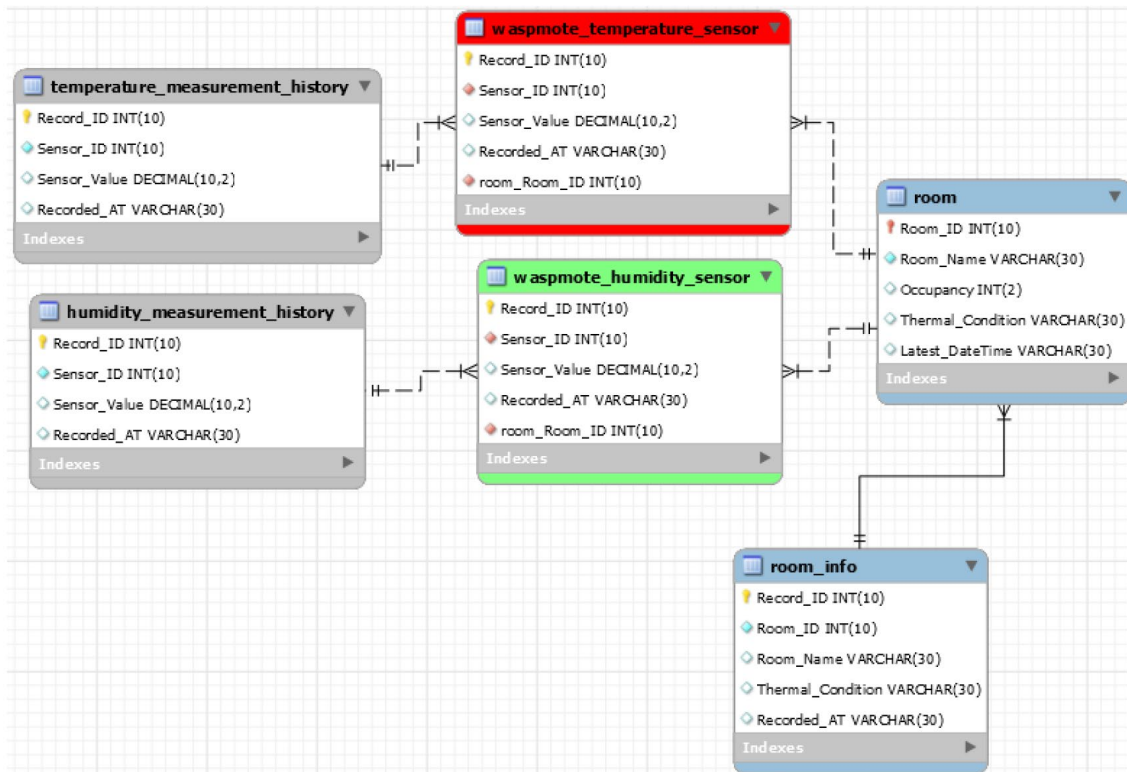 waspmote_temperature_sensor
Record_ID INT(10)
Sensor_ID INT(10)
Sensor_Value DECIMAL(10,2)
Recorded_AT VARCHAR(30)
room_Room_ID INT(10)
Indexes
temperature_measurement_history
Record_ID INT(10)
Sensor_ID INT(10)
Sensor_Value DECIMAL(10,2)
Recorded_AT VARCHAR(30)
Indexes
room
Room_ID INT(10)
Room_Name VARCHAR(30)
Occupancy INT(2)
Thermal_Condition VARCHAR(30)
Latest_DateTime VARCHAR(30)
Indexes
waspmote_humidity_sensor
Record_ID INT(10)
Sensor_ID INT(10)
Sensor_Value DECIMAL(10,2)
Recorded_AT VARCHAR(30)
room_Room_ID INT(10)
Indexes
humidity_measurement_history
Record_ID INT(10)
Sensor_ID INT(10)
Sensor_Value DECIMAL(10,2)
Recorded_AT VARCHAR(30)
Indexes
room_info
Record_ID INT(10)
Room_ID INT(10)
Room_Name VARCHAR(30)
Thermal_Condition VARCHAR(30)
Recorded_AT VARCHAR(30)
Indexes